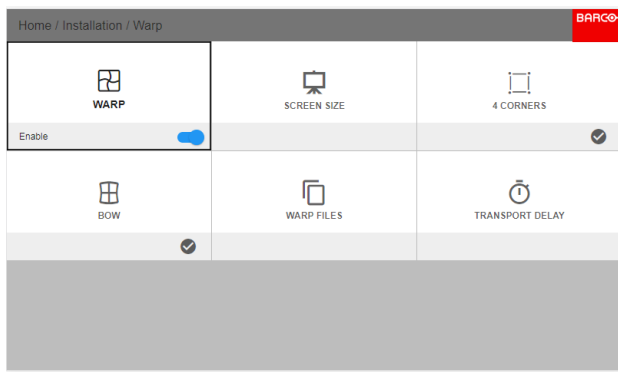 Home / Installation / Warp
BARCO
WARP
SCREEN SIZE
4 CORNERS
Enable
BOW
WARP FILES
TRANSPORT DELAY